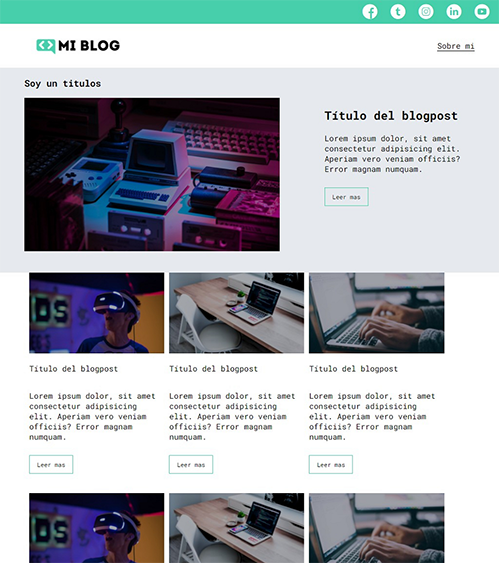 MI BLOG
Sobre mi
Soy un titulos
Título del blogpost
Lorem ipsum dolor, sit amet
consectetur adipisicing elit.
Aperiam vero veniam officiis?
Error magnam numquam.
Leer mas
Título del blogpost
Lorem ipsum dolor, sit amet
consectetur adipisicing
elit. Aperiam vero veniam
officiis? Error magnam
numquam.
Leer mas
Título del blogpost
Lorem ipsum dolor, sit amet
consectetur adipisicing
elit. Aperiam vero veniam
officiis? Error magnam
numquam.
Leer mas
Título del blogpost
Lorem ipsum dolor, sit amet
consectetur adipisicing
elit. Aperiam vero veniam
officiis? Error magnam
numquam.
Leer mas